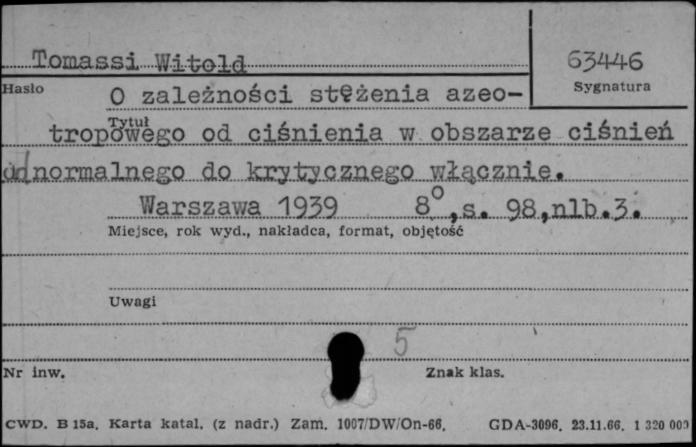 Tomassi Witold
63446
Hasło
Sygnatura
O zależności stężenia azeo-
Tytuł
tropowego od ciśnienia w obszarze ciśnień
od normalnego do krytycznego włącznie.
Warszawa 1939 8°, s. 98, nlb. 3.
Miejsce, rok wyd., nakładca, format, objętość
Uwagi
5
Nr inw.
Znak klas.
CWD. B 15a. Karta katal. (z nadr.) Zam. 1007/DW/On-66. GDA-3096. 23.11.66. 1 320 000